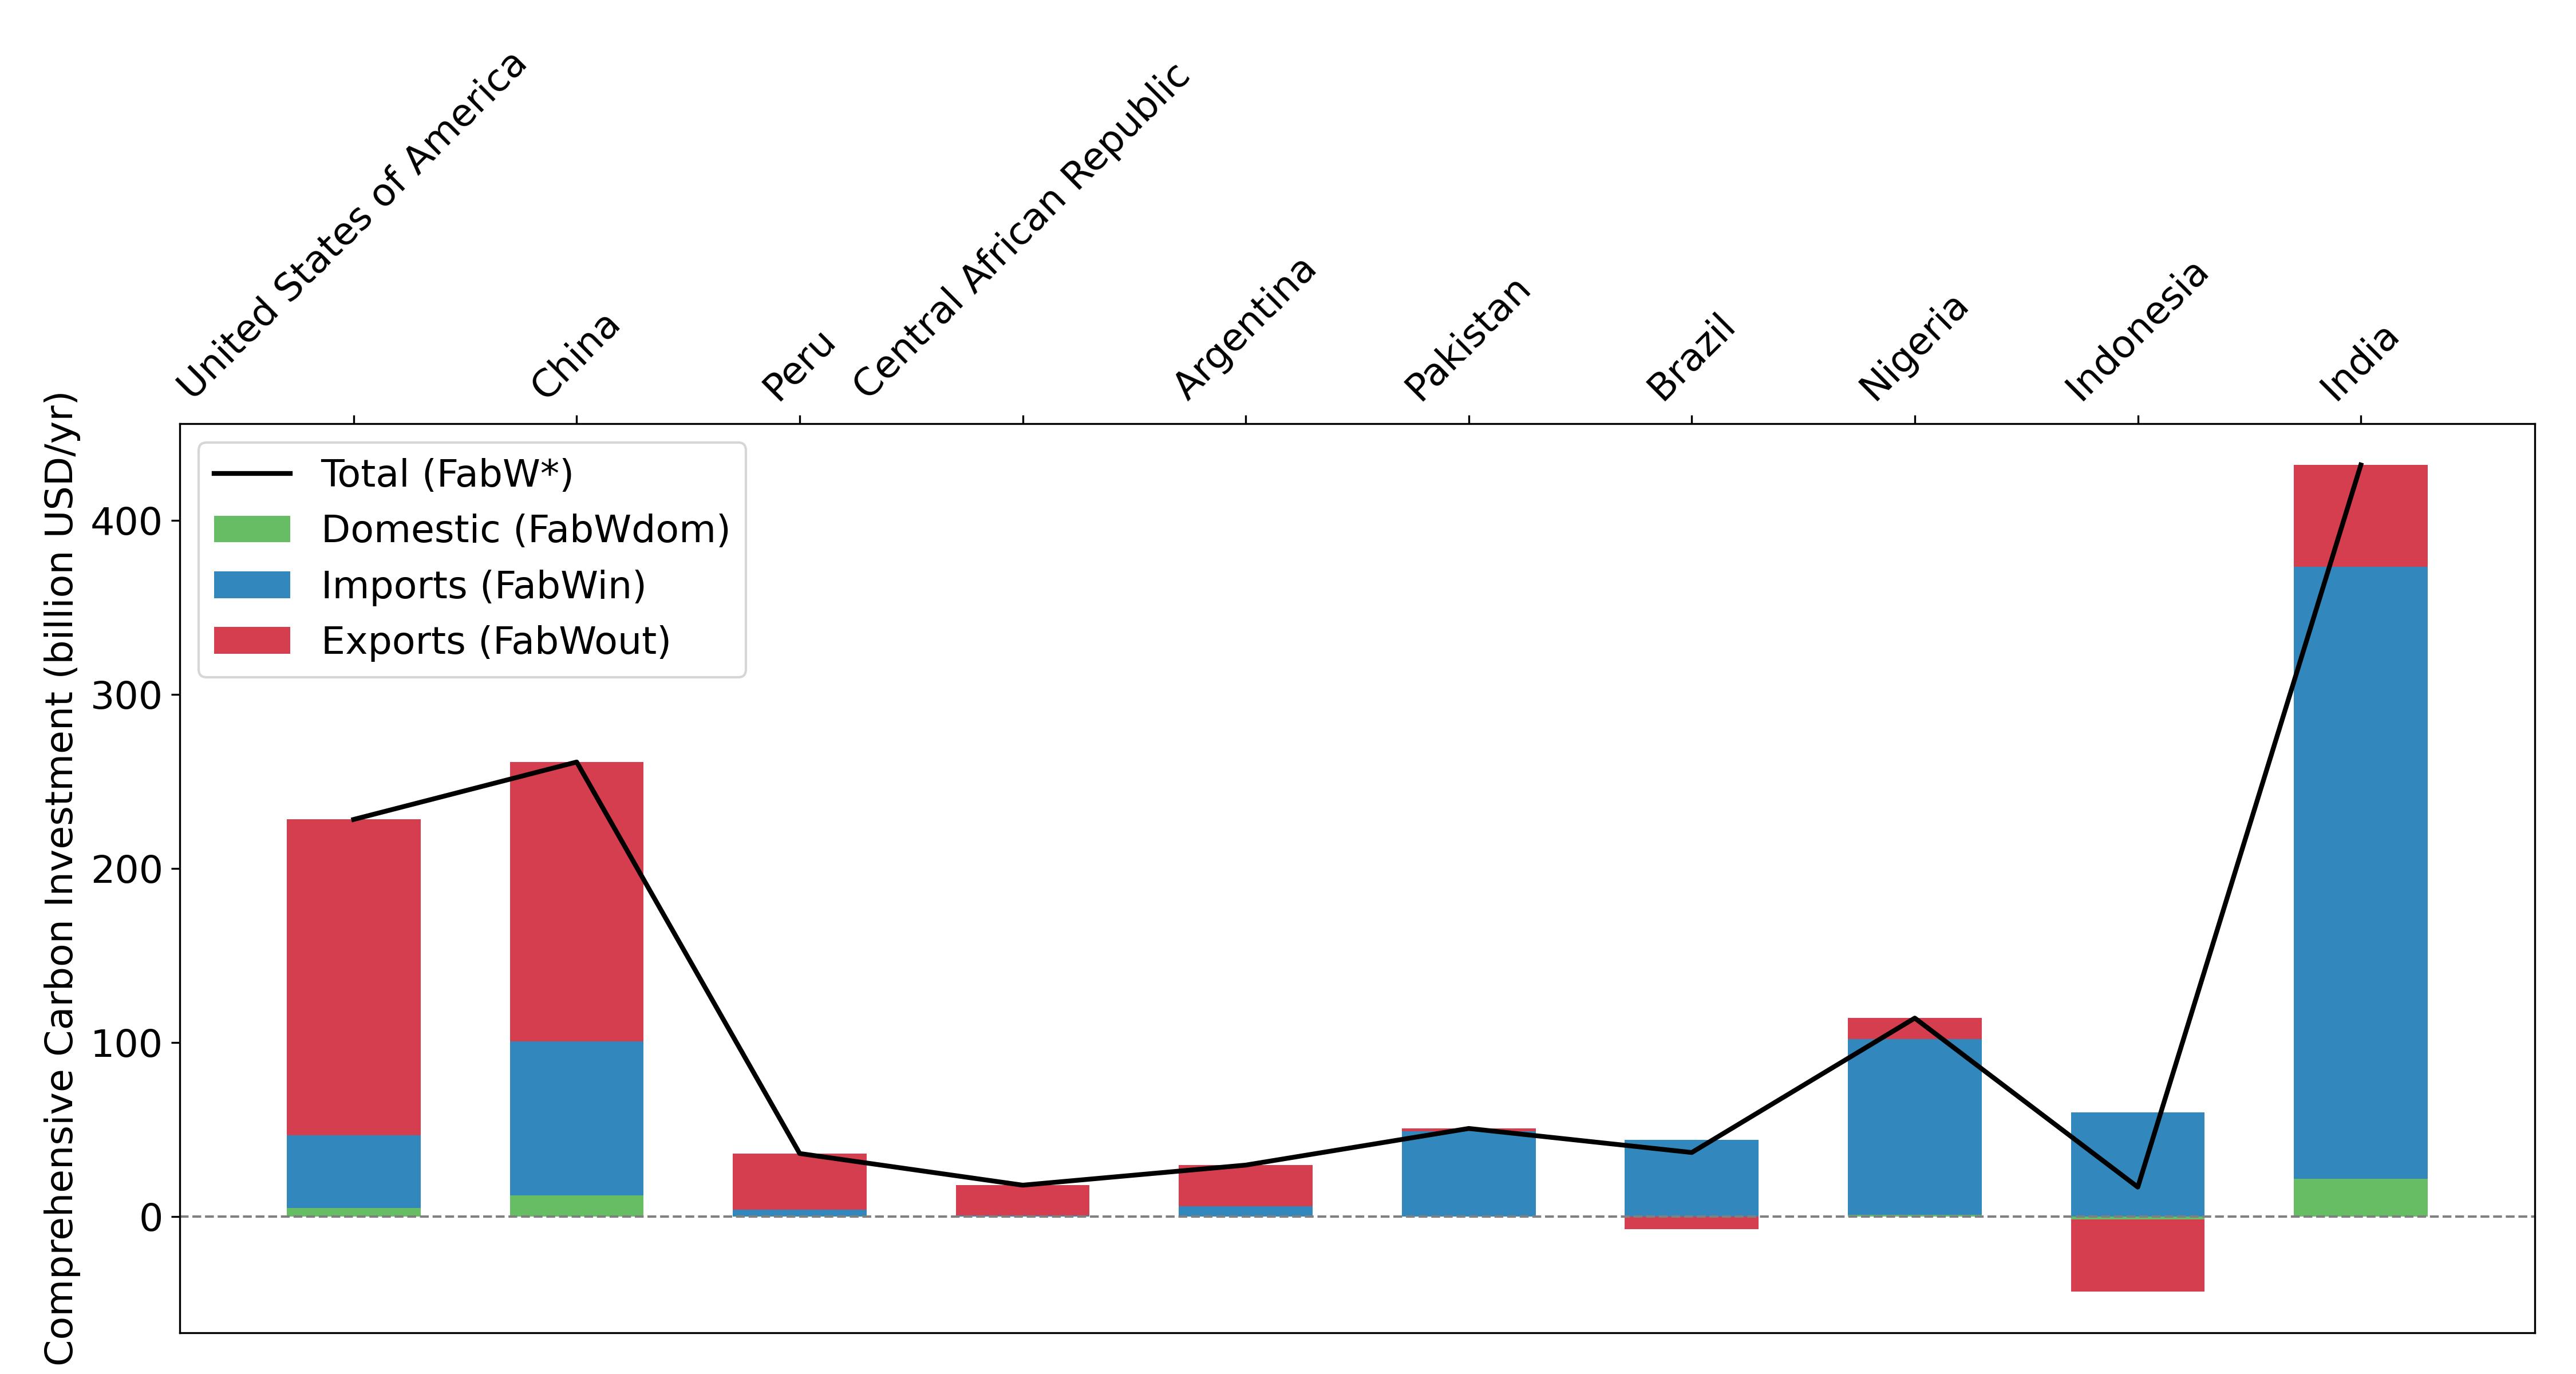 United States of America
China
Peru
Central African Republic
Argentina
Pakistan
Brazil
Nigeria
Indonesia
India
Comprehensive Carbon Investment (billion USD/yr)
400
300
200
100
0
Total (FabW*)
Domestic (FabWdom)
Imports (FabWin)
Exports (FabWout)